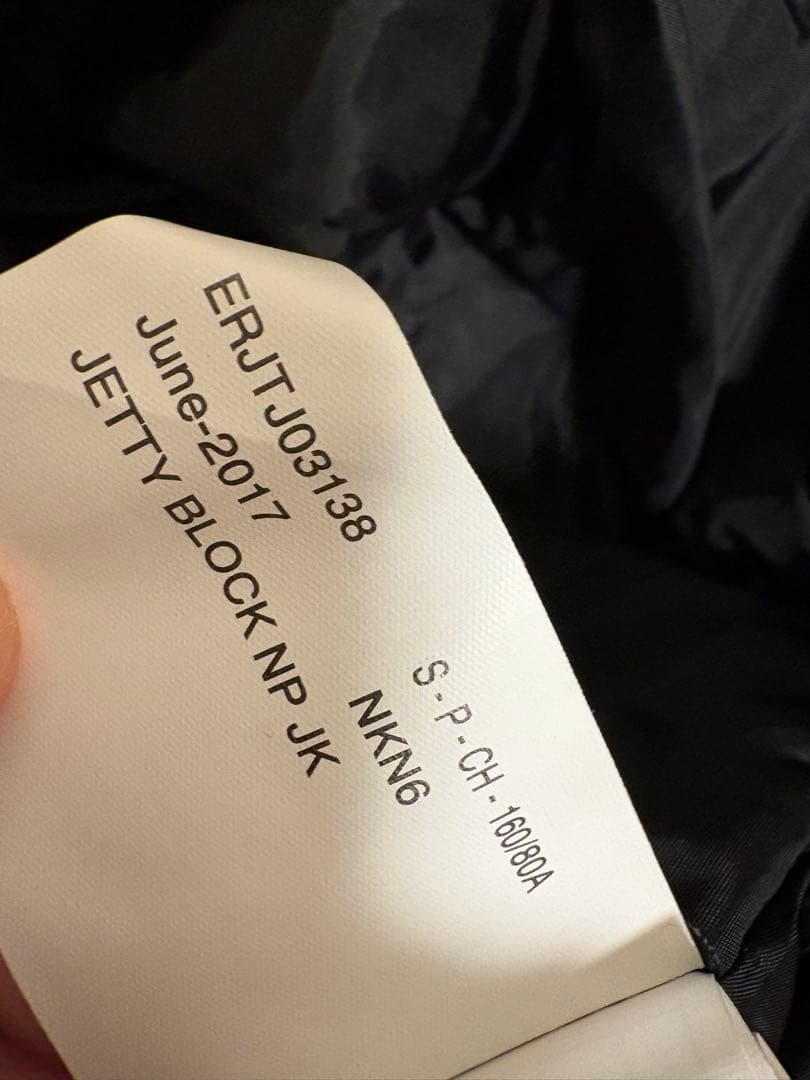 ERJTJ03138
June-2017
JETTY BLOCK NP JK
S - P - CH - 160/80A
NKN6